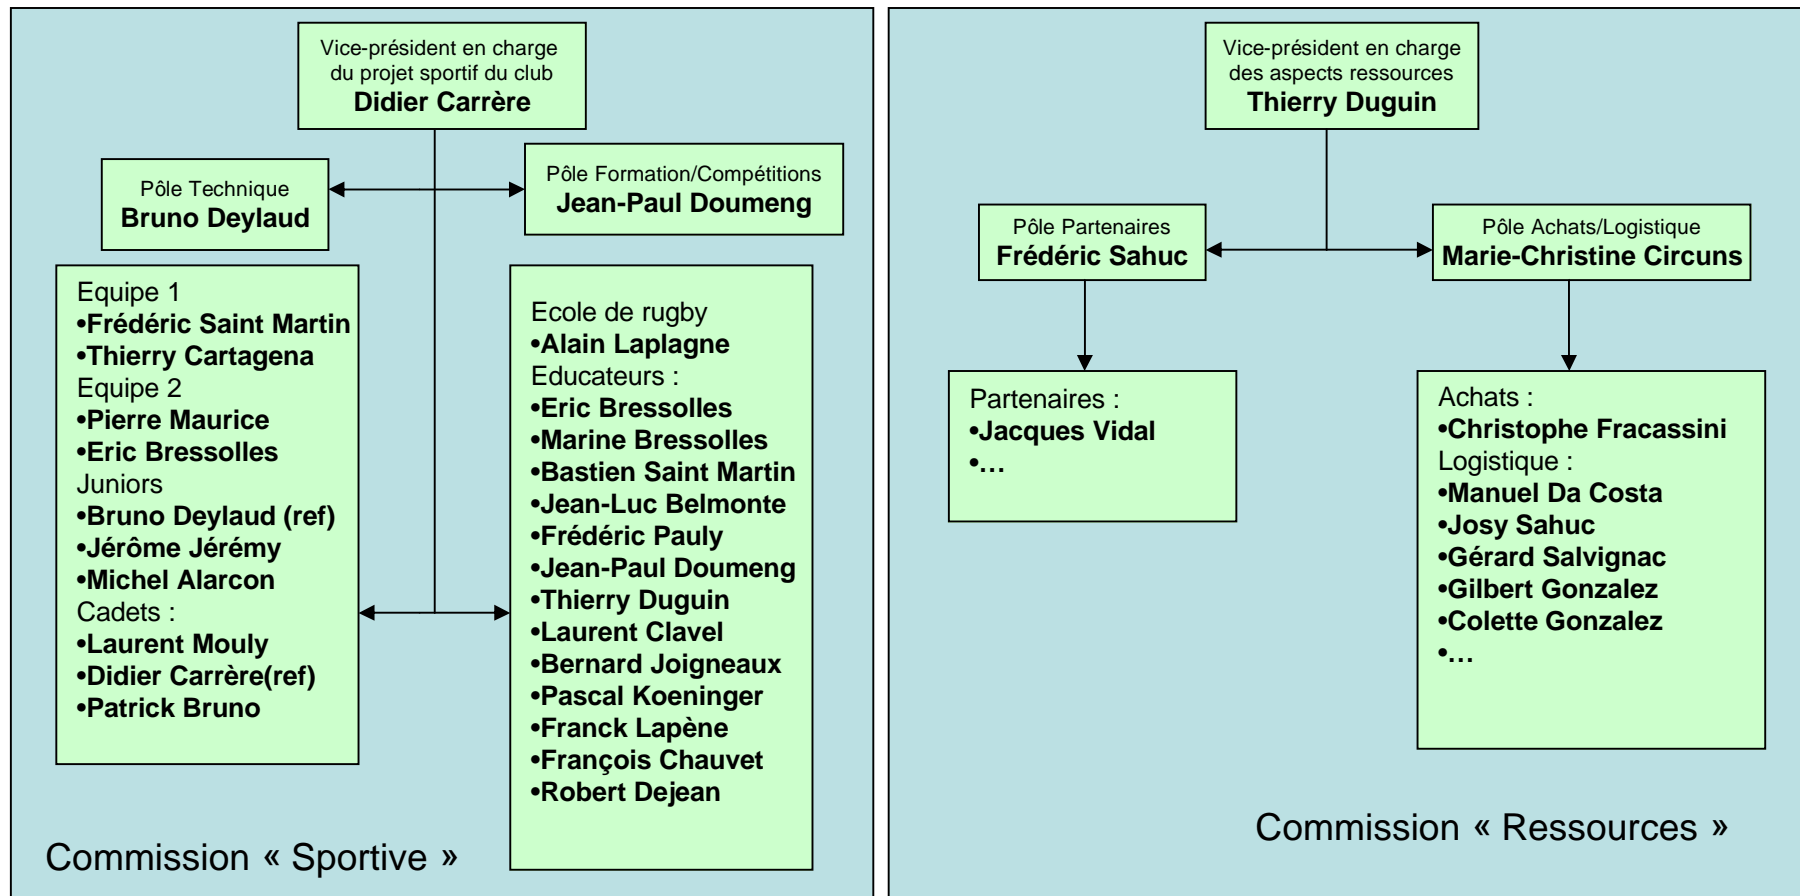 Vice-président en charge
du projet sportif du club
Didier Carrère
Pôle Technique
Bruno Deylaud
Pôle Formation/Compétitions
Jean-Paul Doumeng
Equipe 1
•Frédéric Saint Martin
•Thierry Cartagena
Equipe 2
•Pierre Maurice
•Eric Bressolles
Juniors
•Bruno Deylaud (ref)
•Jérôme Jérémy
•Michel Alarcon
Cadets :
•Laurent Mouly
•Didier Carrère(ref)
•Patrick Bruno
Ecole de rugby
•Alain Laplagne
Educateurs :
•Eric Bressolles
•Marine Bressolles
•Bastien Saint Martin
•Jean-Luc Belmonte
•Frédéric Pauly
•Jean-Paul Doumeng
•Thierry Duguin
•Laurent Clavel
•Bernard Joigneaux
•Pascal Koeninger
•Franck Lapène
•François Chauvet
•Robert Dejean
Commission « Sportive »
Vice-président en charge
des aspects ressources
Thierry Duguin
Pôle Partenaires
Frédéric Sahuc
Pôle Achats/Logistique
Marie-Christine Circuns
Partenaires :
•Jacques Vidal
•…
Achats :
•Christophe Fracassini
Logistique :
•Manuel Da Costa
•Josy Sahuc
•Gérard Salvignac
•Gilbert Gonzalez
•Colette Gonzalez
•…
Commission « Ressources »